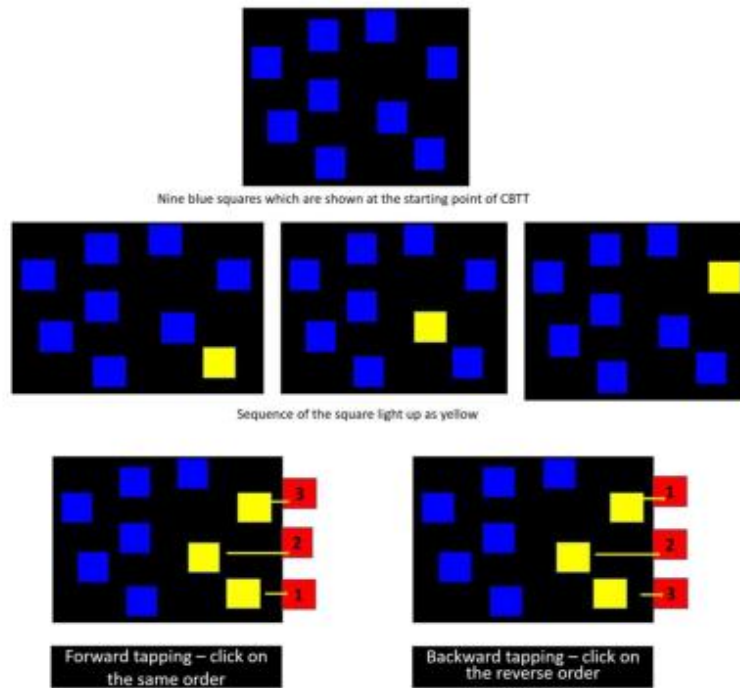 Nine blue squares which are shown at the starting point of CBTT
Sequence of the square light up as yellow
3
2
1
1
2
3
Forward tapping – click on
the same order
Backward tapping – click on
the reverse order